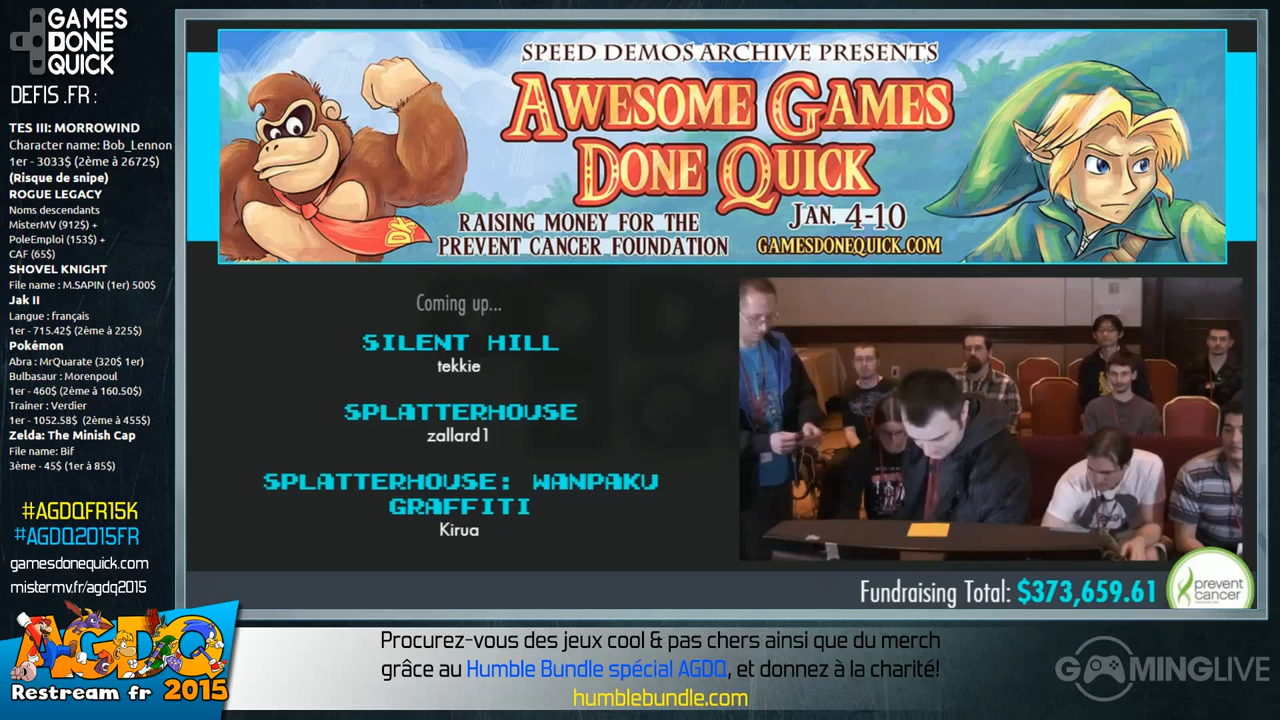 GAMES
DONE
QUICK
DEFIS .FR :
TES III: MORROWIND
Character name: Bob_Lennon
1er - 3033$ (2ème à 2672$)
(Risque de snipe)
ROGUE LEGACY
Noms descendants
MisterMV (912$) +
PoleEmploi (153$) +
CAF (65$)
SHOVEL KNIGHT
File name : M.SAPIN (1er) 500$
Jak II
Langue : français
1er - 715.42$ (2ème à 225$)
Pokémon
Abra : MrQuarate (320$ 1er)
Bulbasaur : Morenpoul
1er - 460$ (2ème à 160.50$)
Trainer : Verdier
1er - 1052.58$ (2ème à 455$)
Zelda: The Minish Cap
File name: Bif
3ème - 45$ (1er à 85$)
#AGDQFR15K
#AGDQ2015FR
gamesdonequick.com
mistermv.fr/agdq2015
AGDQ
Restream fr 2015
SPEED DEMOS ARCHIVE PRESENTS
AWESOME GAMES
DONE QUICK
JAN. 4-10
RAISING MONEY FOR THE
PREVENT CANCER FOUNDATION
GAMESDONEQUICK.COM
DK
Coming up...
SILENT HILL
tekkie
SPLATTERHOUSE
zallard1
SPLATTERHOUSE: WANPAKU
GRAFFITI
Kirua
Fundraising Total: $373,659.61
prevent
cancer
Procurez-vous des jeux cool & pas chers ainsi que du merch
grâce au Humble Bundle spécial AGDQ, et donnez à la charité!
humblebundle.com
GAMINGLIVE